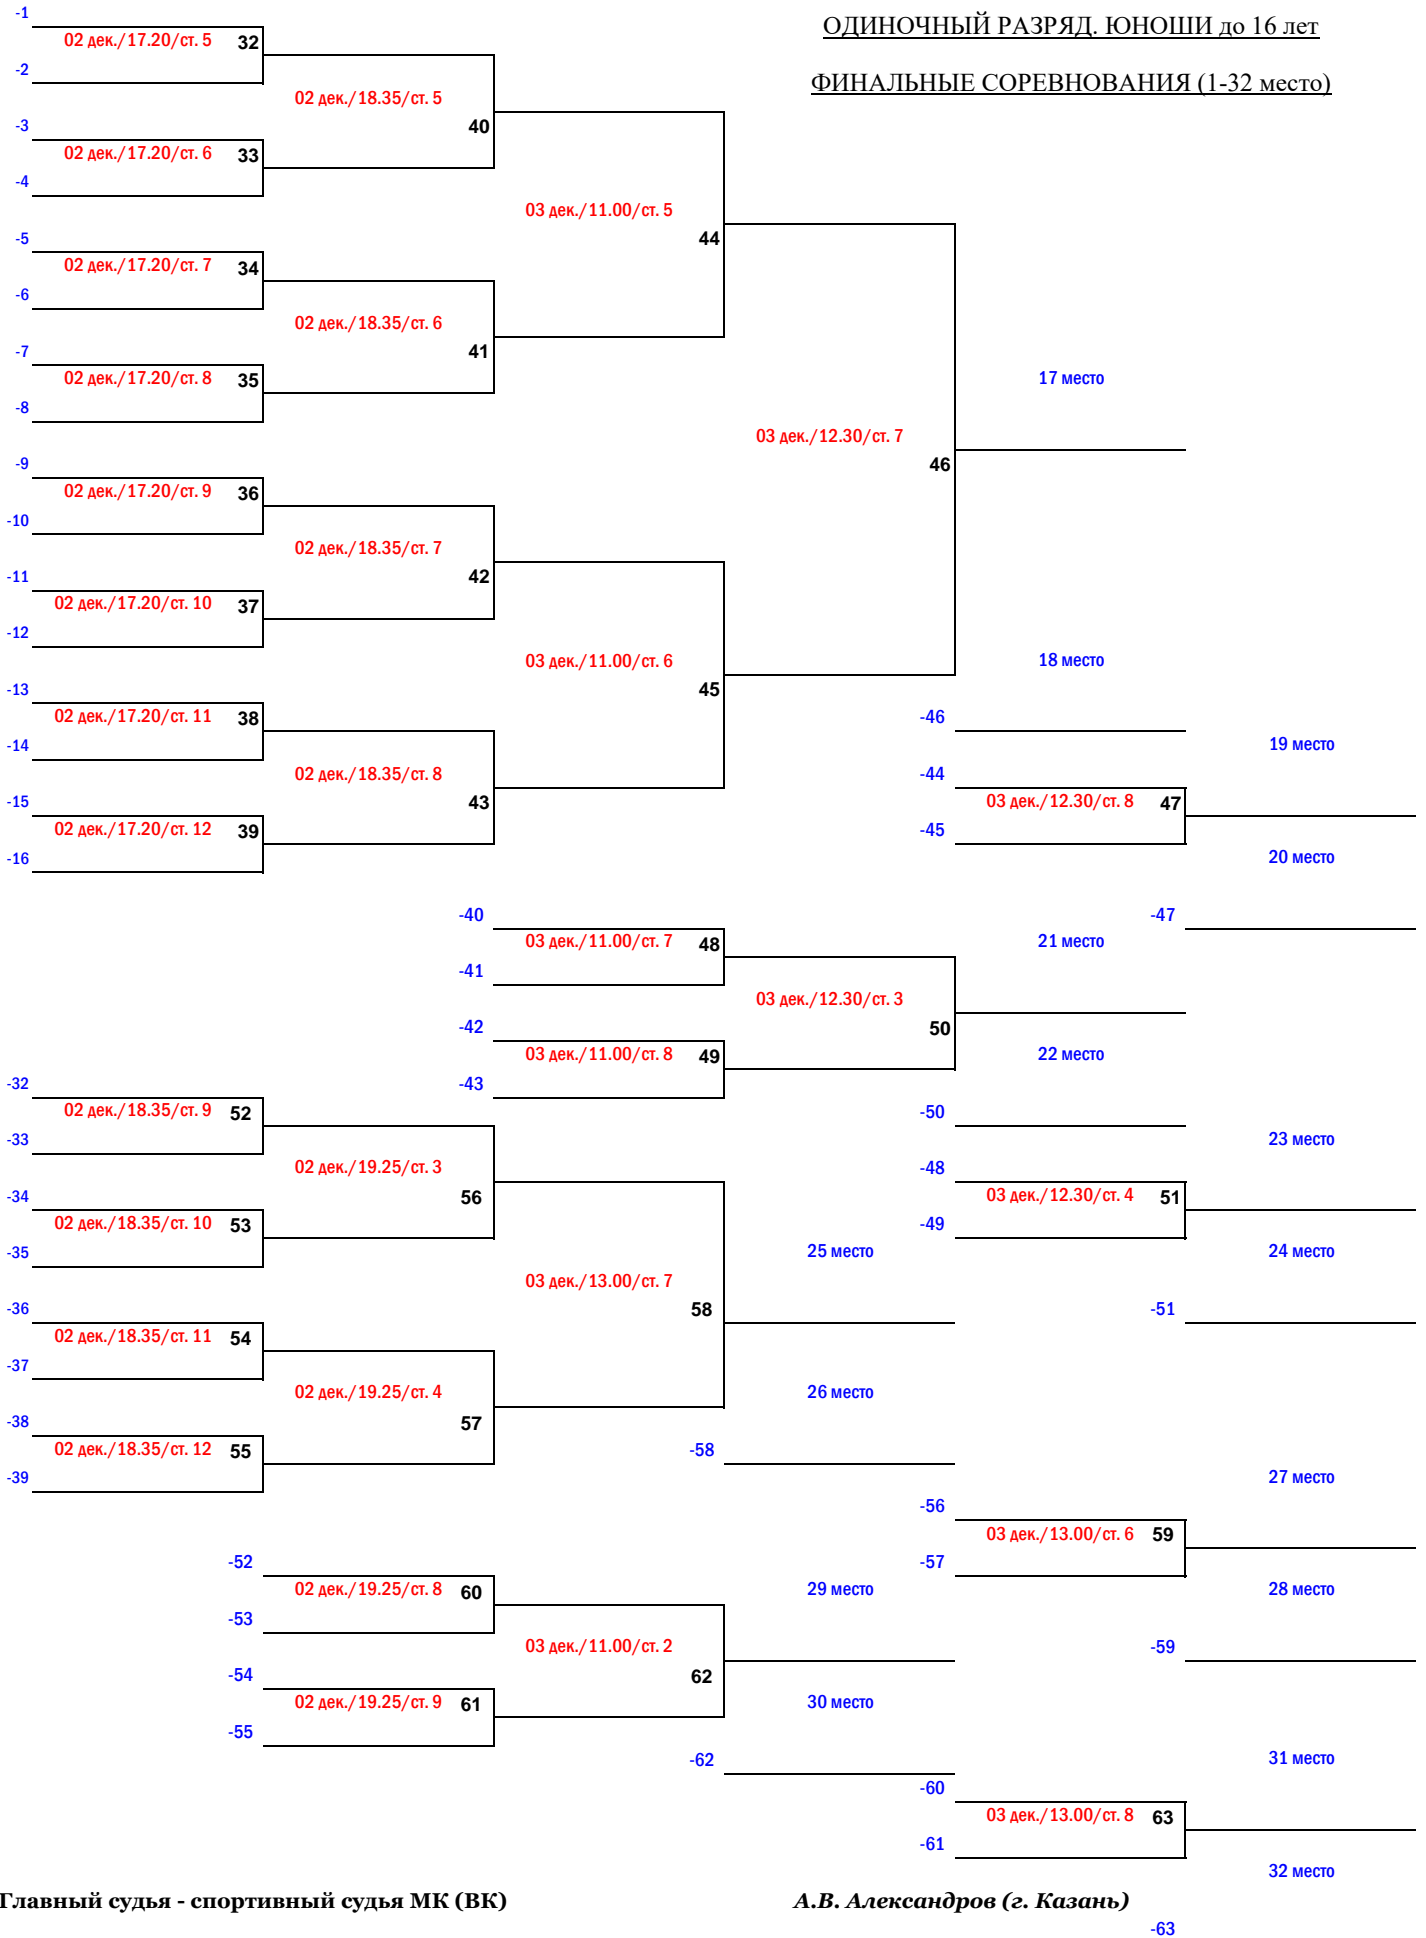 -1
ОДИНОЧНЫЙ РАЗРЯД. ЮНОШИ до 16 лет
02 дек./17.20/ст. 5 32
-2
ФИНАЛЬНЫЕ СОРЕВНОВАНИЯ (1-32 место)
02 дек./18.35/ст. 5
40
-3
02 дек./17.20/ст. 6 33
-4
03 дек./11.00/ст. 5
44
-5
02 дек./17.20/ст. 7 34
-6
02 дек./18.35/ст. 6
41
-7
02 дек./17.20/ст. 8 35
17 место
-8
03 дек./12.30/ст. 7
46
-9
02 дек./17.20/ст. 9 36
-10
02 дек./18.35/ст. 7
42
-11
02 дек./17.20/ст. 10 37
-12
03 дек./11.00/ст. 6
45
18 место
-13
02 дек./17.20/ст. 11 38
-46
-14
19 место
02 дек./18.35/ст. 8
43
-44
-15
03 дек./12.30/ст. 8 47
02 дек./17.20/ст. 12 39
-45
-16
20 место
-40
-47
03 дек./11.00/ст. 7 48
21 место
-41
03 дек./12.30/ст. 3
50
-42
03 дек./11.00/ст. 8 49
22 место
-32
-43
02 дек./18.35/ст. 9 52
-50
-33
23 место
02 дек./19.25/ст. 3
56
-48
-34
03 дек./12.30/ст. 4 51
02 дек./18.35/ст. 10 53
-49
-35
25 место
24 место
03 дек./13.00/ст. 7
58
-36
-51
02 дек./18.35/ст. 11 54
-37
02 дек./19.25/ст. 4
57
26 место
-38
02 дек./18.35/ст. 12 55
-58
-39
27 место
-56
03 дек./13.00/ст. 6 59
-52
-57
02 дек./19.25/ст. 8 60
29 место
28 место
-53
03 дек./11.00/ст. 2
62
-59
-54
02 дек./19.25/ст. 9 61
30 место
-55
-62
31 место
-60
03 дек./13.00/ст. 8 63
-61
32 место
Главный судья - спортивный судья МК (ВК)
А.В. Александров (г. Казань)
-63